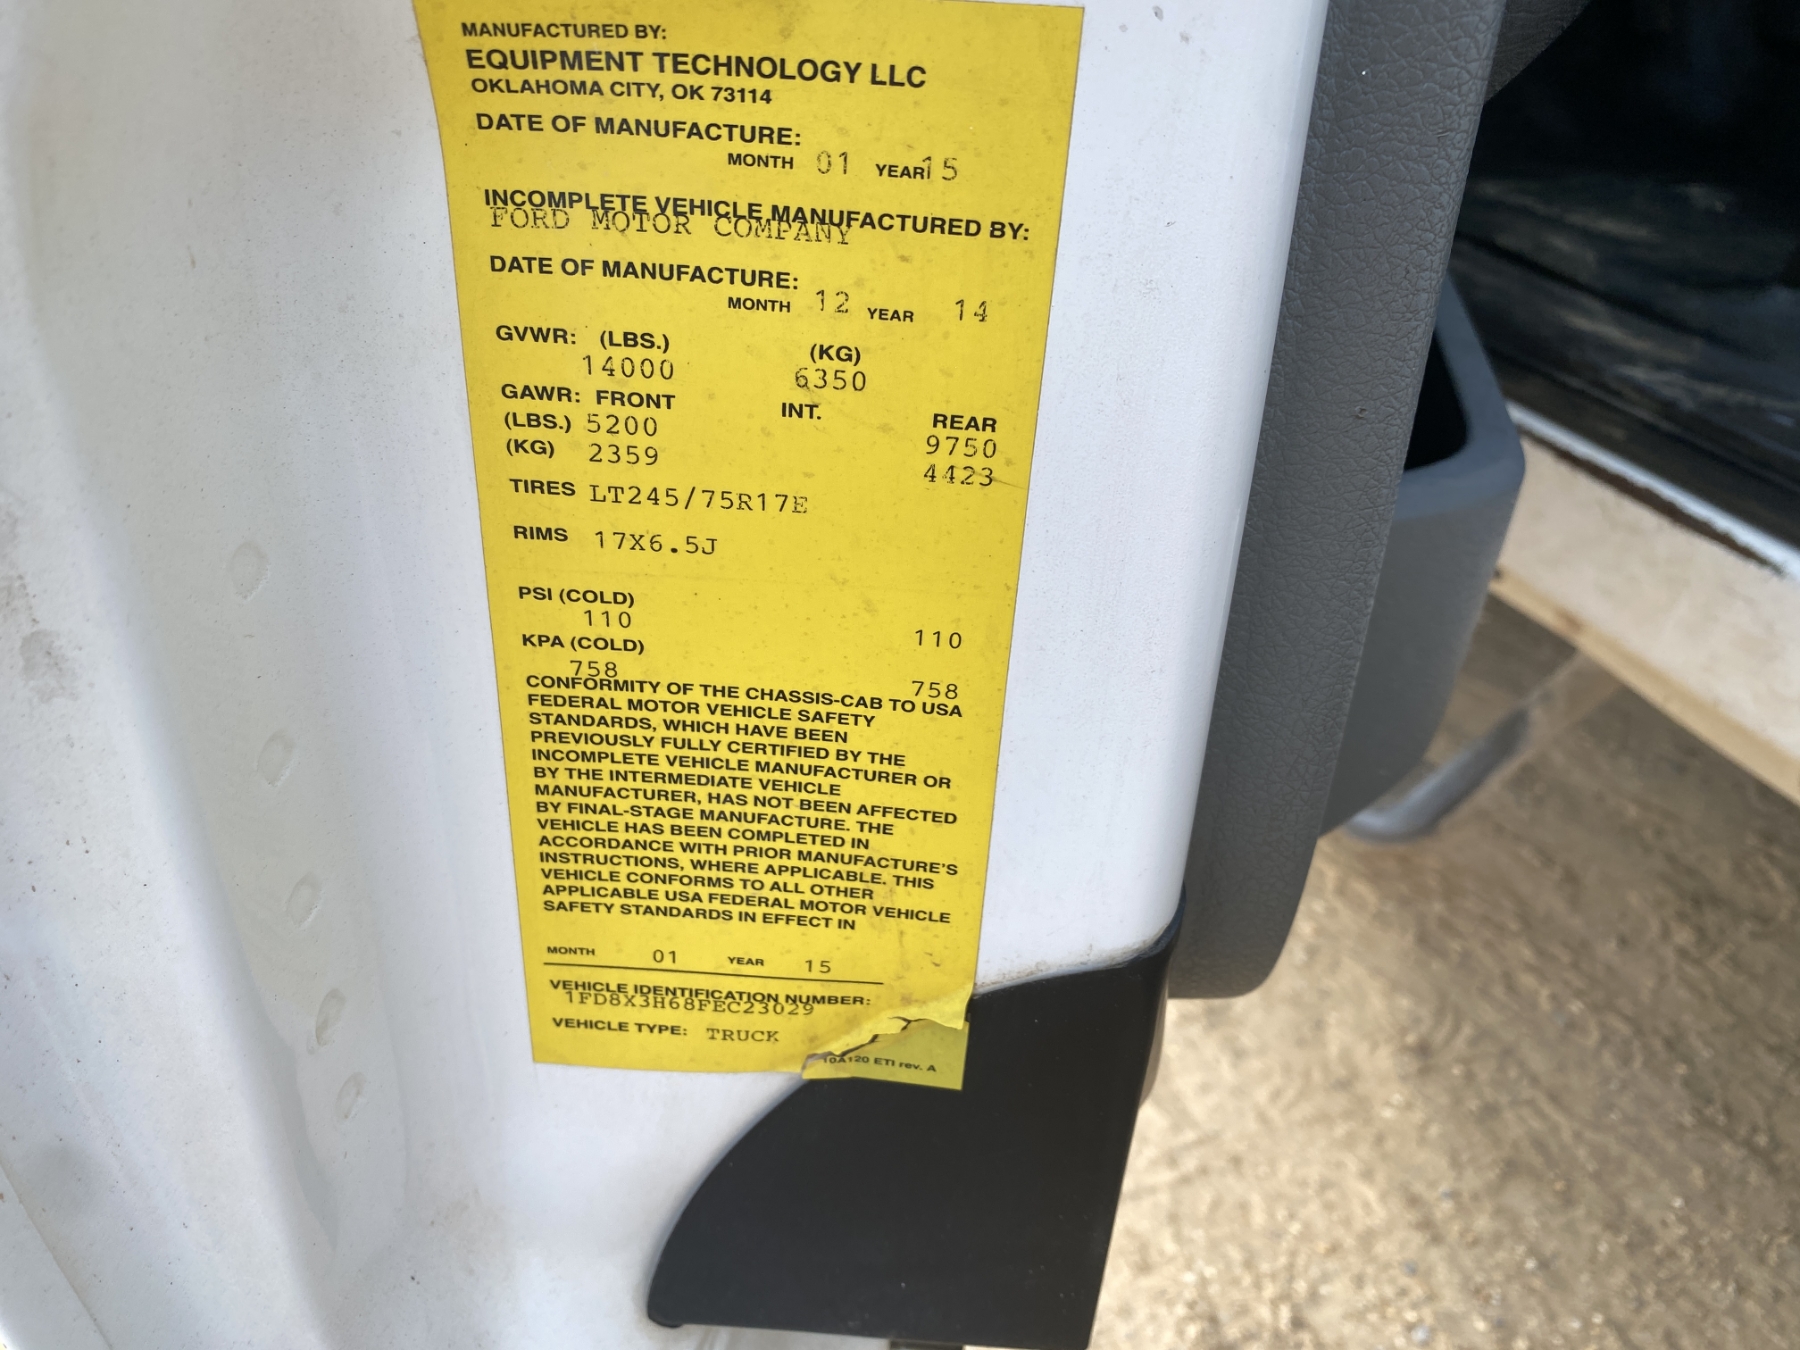 MANUFACTURED BY:
EQUIPMENT TECHNOLOGY LLC
OKLAHOMA CITY, OK 73114
DATE OF MANUFACTURE:
MONTH 01 YEAR 15
INCOMPLETE VEHICLE MANUFACTURED BY:
FORD MOTOR COMPANY
DATE OF MANUFACTURE:
MONTH 12 YEAR 14
GVWR: (LBS.) (KG)
14000 6350
GAWR: FRONT INT. REAR
(LBS.) 5200 9750
(KG) 2359 4423
TIRES LT245/75R17E
RIMS 17X6.5J
PSI (COLD)
110 110
KPA (COLD)
758 758
CONFORMITY OF THE CHASSIS-CAB TO USA
FEDERAL MOTOR VEHICLE SAFETY
STANDARDS, WHICH HAVE BEEN
PREVIOUSLY FULLY CERTIFIED BY THE
INCOMPLETE VEHICLE MANUFACTURER OR
BY THE INTERMEDIATE VEHICLE
MANUFACTURER, HAS NOT BEEN AFFECTED
BY FINAL-STAGE MANUFACTURE. THE
VEHICLE HAS BEEN COMPLETED IN
ACCORDANCE WITH PRIOR MANUFACTURE'S
INSTRUCTIONS, WHERE APPLICABLE. THIS
VEHICLE CONFORMS TO ALL OTHER
APPLICABLE USA FEDERAL MOTOR VEHICLE
SAFETY STANDARDS IN EFFECT IN
MONTH 01 YEAR 15
VEHICLE IDENTIFICATION NUMBER:
1FD8X3H68FEC23029
VEHICLE TYPE: TRUCK
10A120 ETI rev. A